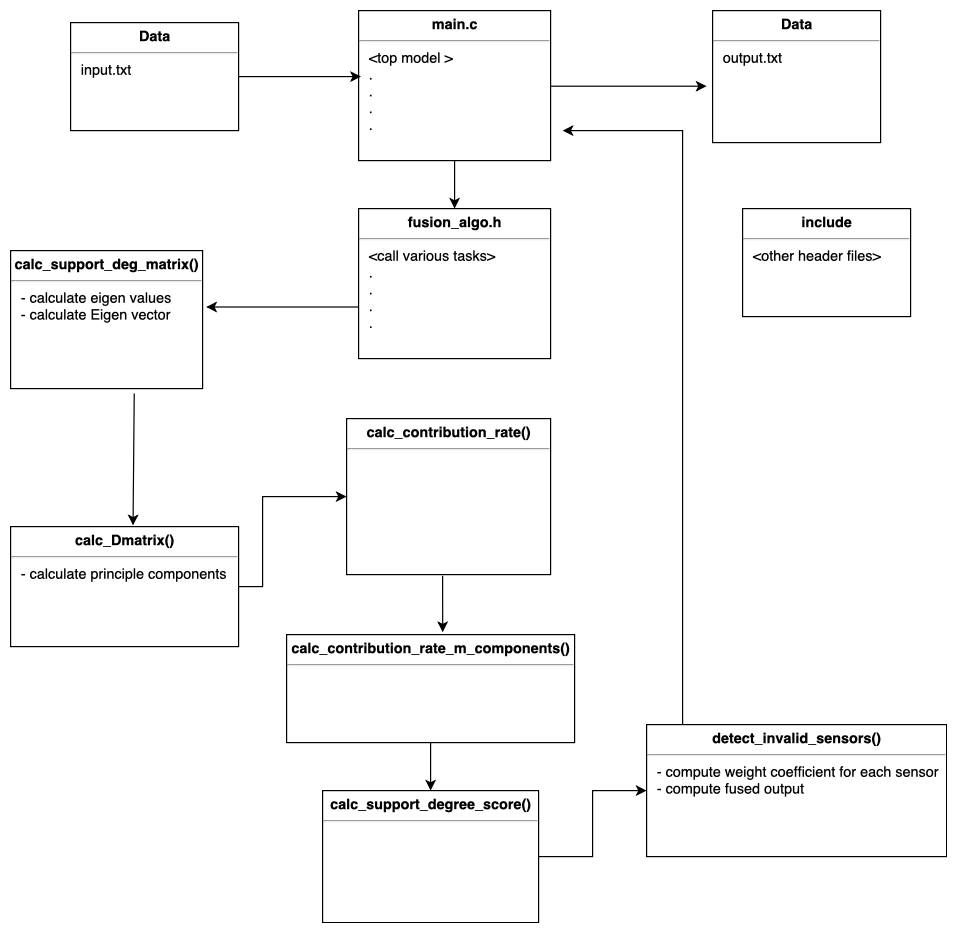 Data
input.txt
main.c
<top model >
.
.
.
.
Data
output.txt
fusion_algo.h
<call various tasks>
.
.
.
.
include
<other header files>
calc_support_deg_matrix()
- calculate eigen values
- calculate Eigen vector
calc_contribution_rate()
calc_Dmatrix()
- calculate principle components
calc_contribution_rate_m_components()
detect_invalid_sensors()
- compute weight coefficient for each sensor
- compute fused output
calc_support_degree_score()